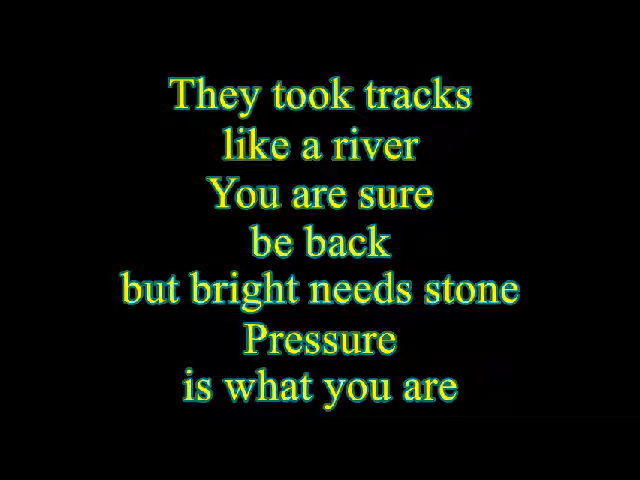 They took tracks
like a river
You are sure
be back
but bright needs stone
Pressure
is what you are